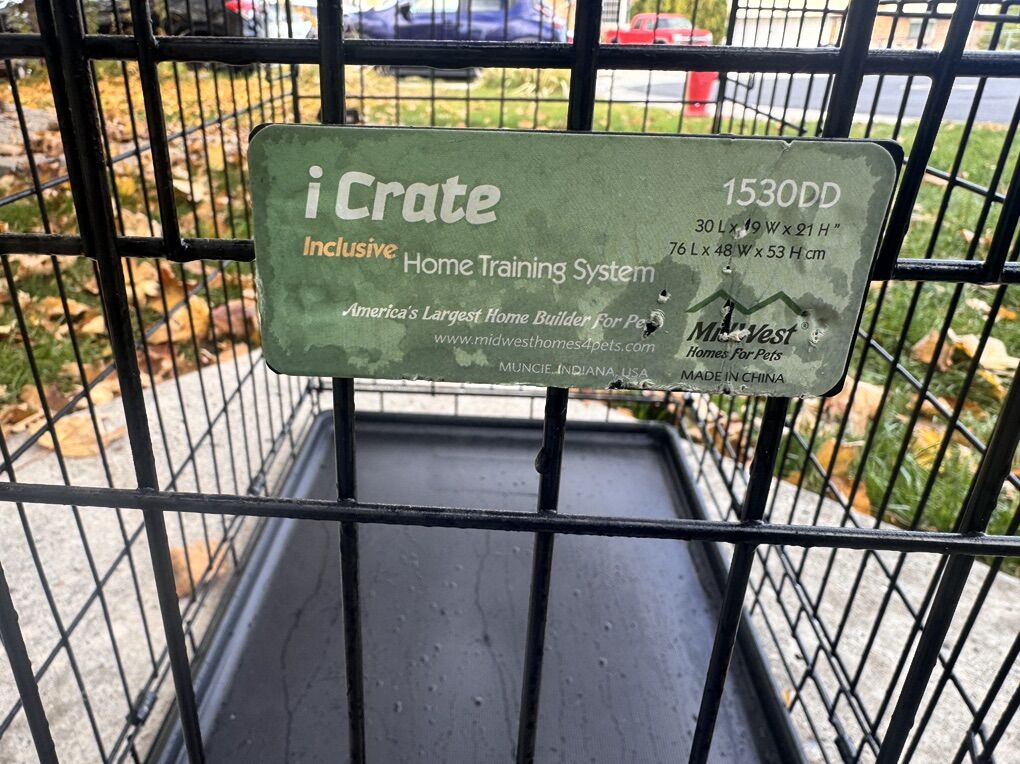 i Crate
1530DD
30 L x 19 W x 21 H "
76 L x 48 W x 53 H cm
Inclusive
Home Training System
America's Largest Home Builder For
www.midwesthomes4pets.com
MUNCIE, INDIANA, USA
MidWest®
Homes For Pets
MADE IN CHINA